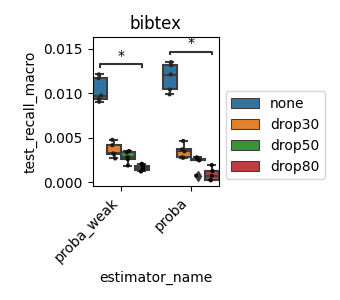 bibtex
test_recall_macro
0.015
0.010
0.005
0.000
*
*
proba_weak
proba
estimator_name
none
drop30
drop50
drop80